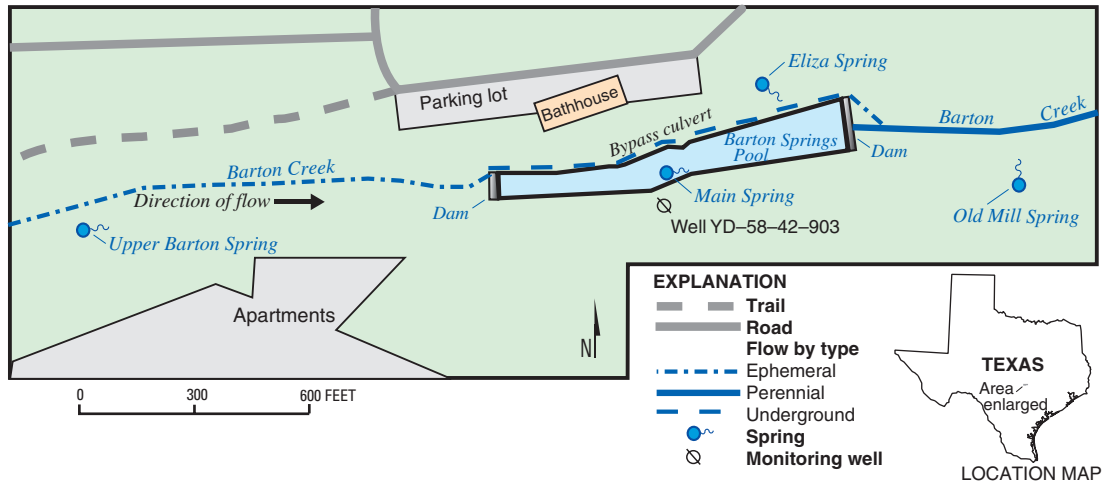 Eliza Spring
Parking lot
Bathhouse
Bypass culvert
Barton Springs
Pool
Barton
Creek
Dam
Barton Creek
Direction of flow
Main Spring
Dam
Old Mill Spring
Well YD–58–42–903
Upper Barton Spring
Apartments
N
0 300 600 FEET
EXPLANATION
Trail
Road
Flow by type
Ephemeral
Perennial
Underground
Spring
Monitoring well
TEXAS
Area
enlarged
LOCATION MAP